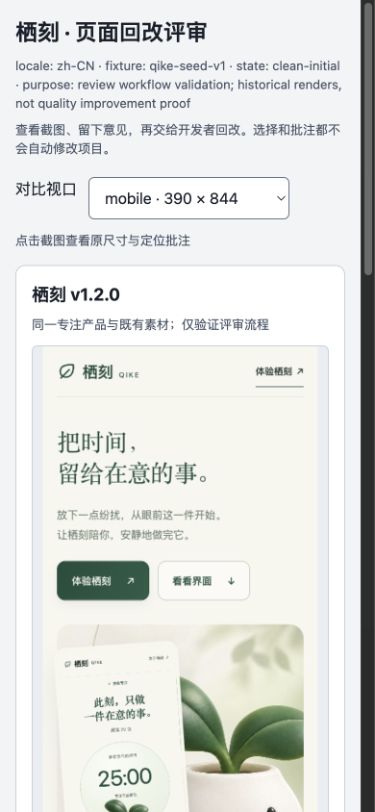 栖刻 · 页面回改评审
locale: zh-CN · fixture: qike-seed-v1 · state: clean-initial
· purpose: review workflow validation; historical renders,
not quality improvement proof
查看截图、留下意见，再交给开发者回改。选择和批注都不
会自动修改项目。
对比视口
mobile · 390 × 844
点击截图查看原尺寸与定位批注
栖刻 v1.2.0
同一专注产品与既有素材；仅验证评审流程
栖刻 QIKE
体验栖刻 ↗
把时间，
留给在意的事。
放下一点纷扰，从眼前这一件开始。
让栖刻陪你，安静地做完它。
体验栖刻 ↗
看看界面 ↓
栖刻
此刻，只做
一件在意的事。
25:00